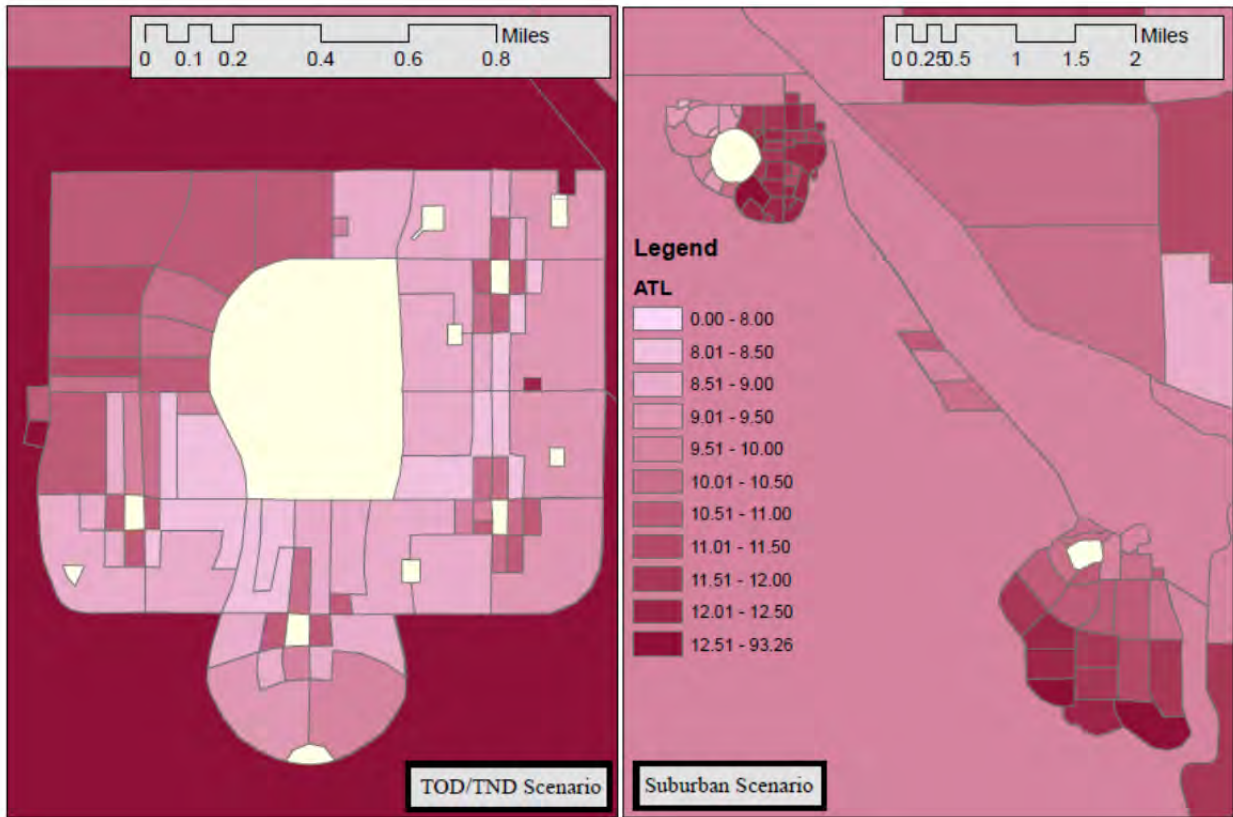 Miles
0 0.1 0.2 0.4 0.6 0.8
TOD/TND Scenario
Miles
0 0.25 0.5 1 1.5 2
Legend
ATL
0.00 - 8.00
8.01 - 8.50
8.51 - 9.00
9.01 - 9.50
9.51 - 10.00
10.01 - 10.50
10.51 - 11.00
11.01 - 11.50
11.51 - 12.00
12.01 - 12.50
12.51 - 93.26
Suburban Scenario